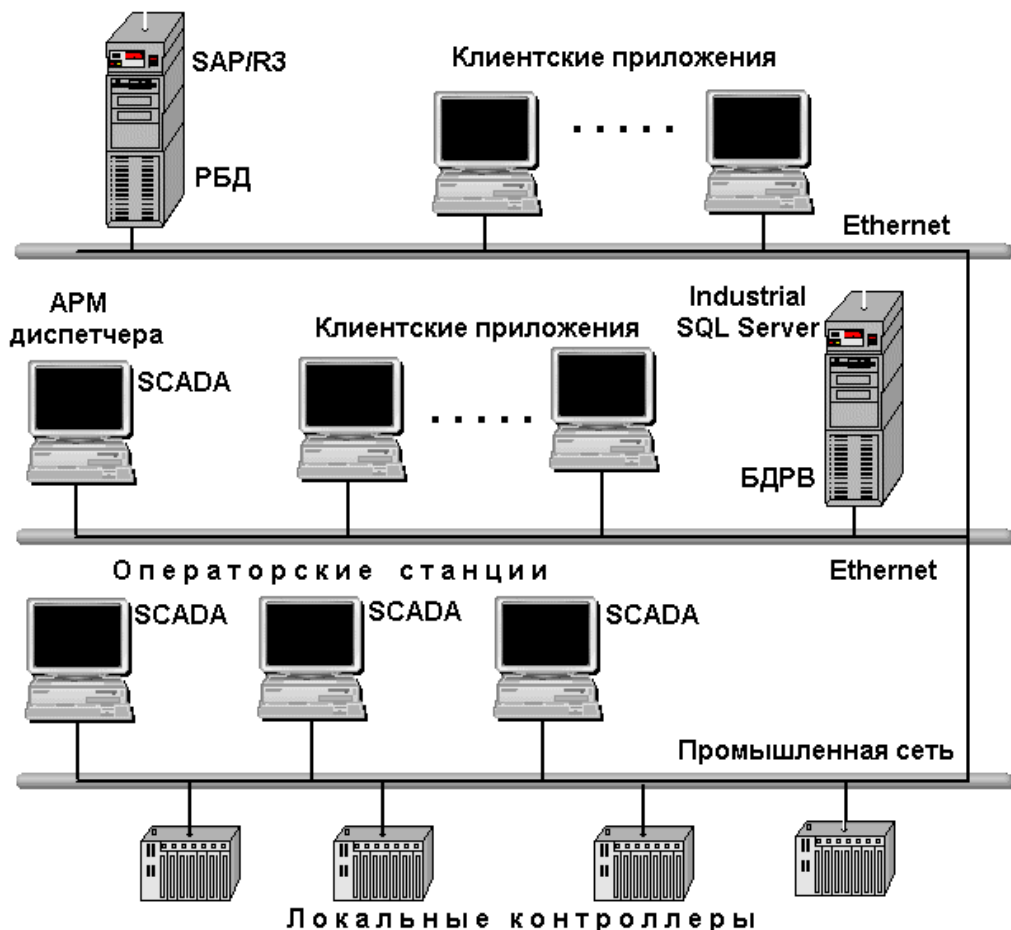 SAP/R3
Клиентские приложения
РБД
Ethernet
АРМ
диспетчера
SCADA
Клиентские приложения
Industrial
SQL Server
БДРВ
Операторские станции
Ethernet
SCADA
SCADA
SCADA
Промышленная сеть
Локальные контроллеры